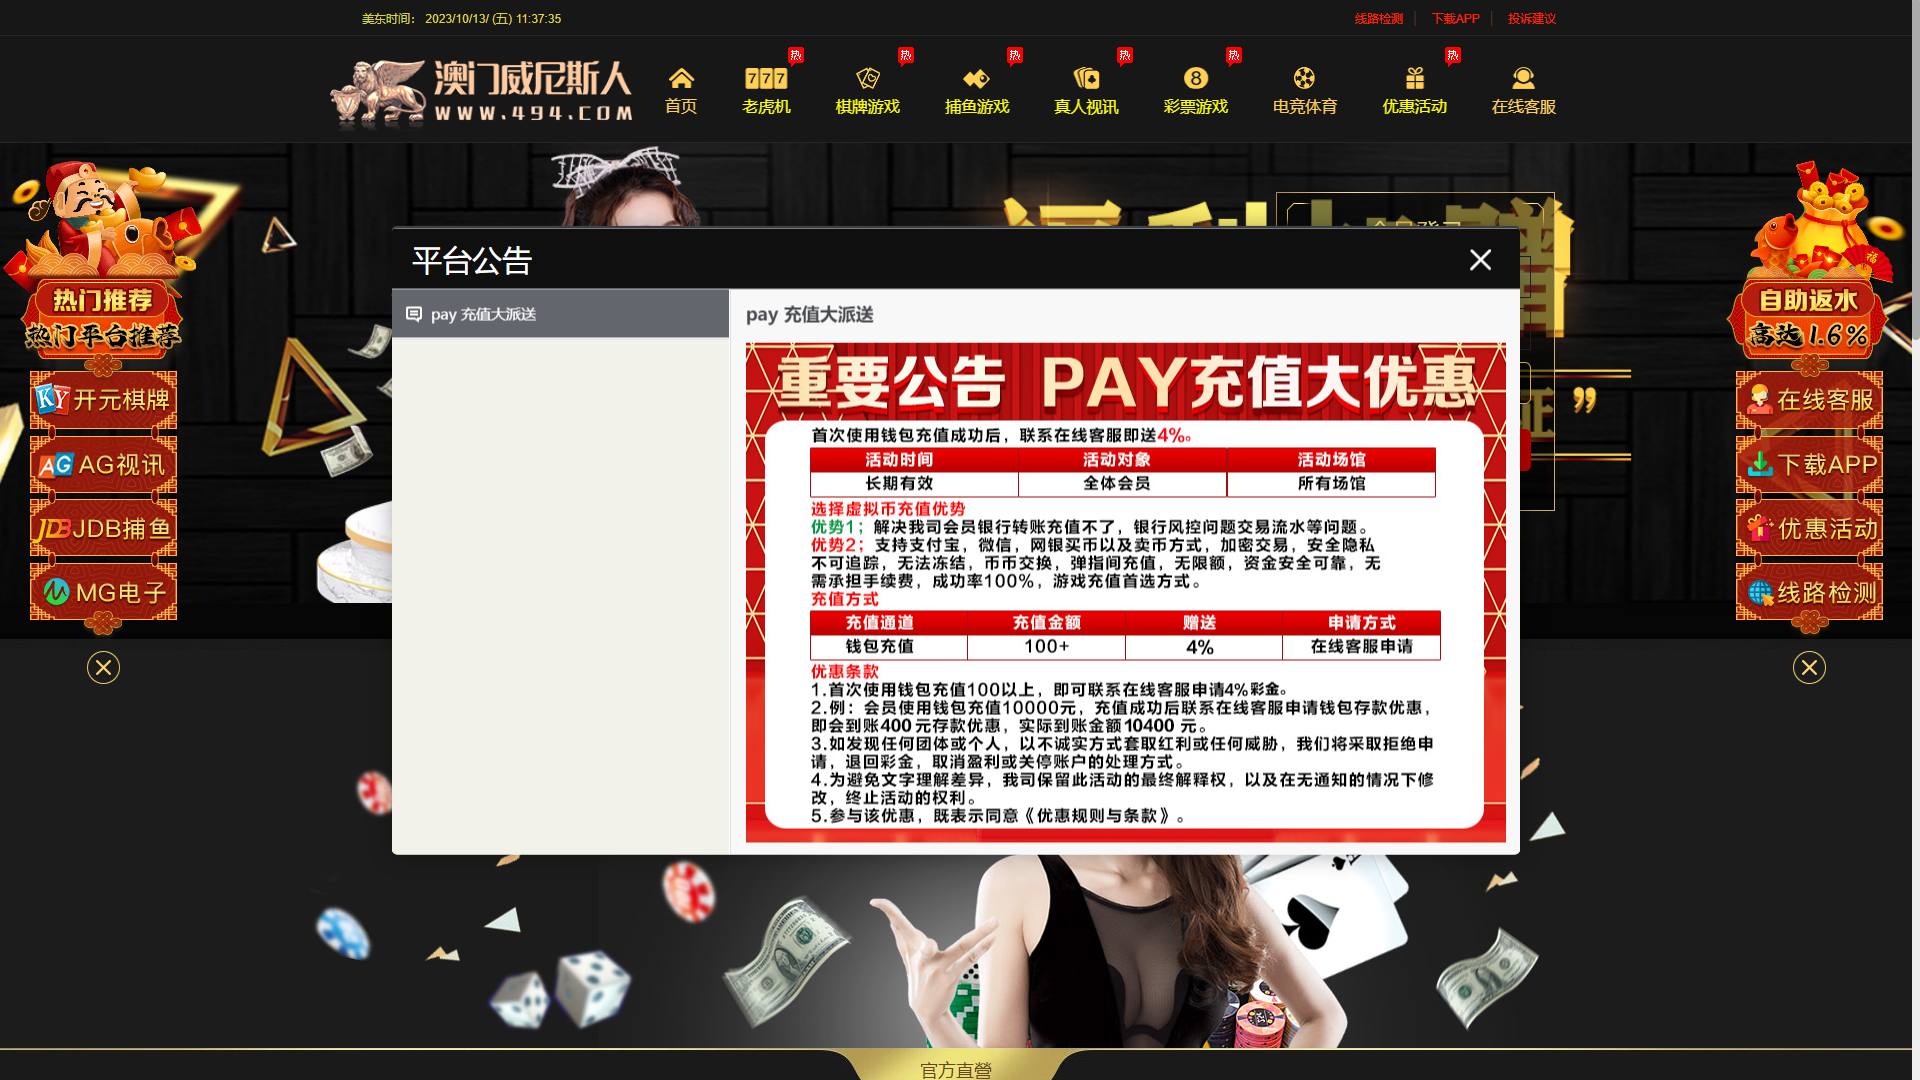 美东时间： 2023/10/13/ (五) 11:37:35
线路检测
下载APP
投诉建议
澳门威尼斯人
WWW.494.COM
首页
777
老虎机
热
棋牌游戏
热
捕鱼游戏
热
真人视讯
热
8
彩票游戏
热
电竞体育
优惠活动
热
在线客服
热门推荐
热门平台推荐
KY开元棋牌
AG AG视讯
JDB JDB捕鱼
MG电子
福
自助返水
高达1.6%
在线客服
下载APP
优惠活动
线路检测
平台公告
pay 充值大派送
pay 充值大派送
重要公告 PAY充值大优惠
首次使用钱包充值成功后，联系在线客服即送4%。
活动时间 活动对象 活动场馆
长期有效 全体会员 所有场馆
选择虚拟币充值优势
优势1；解决我司会员银行转账充值不了，银行风控问题交易流水等问题。
优势2；支持支付宝，微信，网银买币以及卖币方式，加密交易，安全隐私
不可追踪，无法冻结，币币交换，弹指间充值，无限额，资金安全可靠，无
需承担手续费，成功率100%，游戏充值首选方式。
充值方式
充值通道 充值金额 赠送 申请方式
钱包充值 100+ 4% 在线客服申请
优惠条款
1.首次使用钱包充值100以上，即可联系在线客服申请4%彩金。
2.例：会员使用钱包充值10000元，充值成功后联系在线客服申请钱包存款优惠，
即会到账400元存款优惠，实际到账金额10400 元。
3.如发现任何团体或个人，以不诚实方式套取红利或任何威胁，我们将采取拒绝申
请，退回彩金，取消盈利或关停账户的处理方式。
4.为避免文字理解差异，我司保留此活动的最终解释权，以及在无通知的情况下修
改，终止活动的权利。
5.参与该优惠，既表示同意《优惠规则与条款》。
官方直營